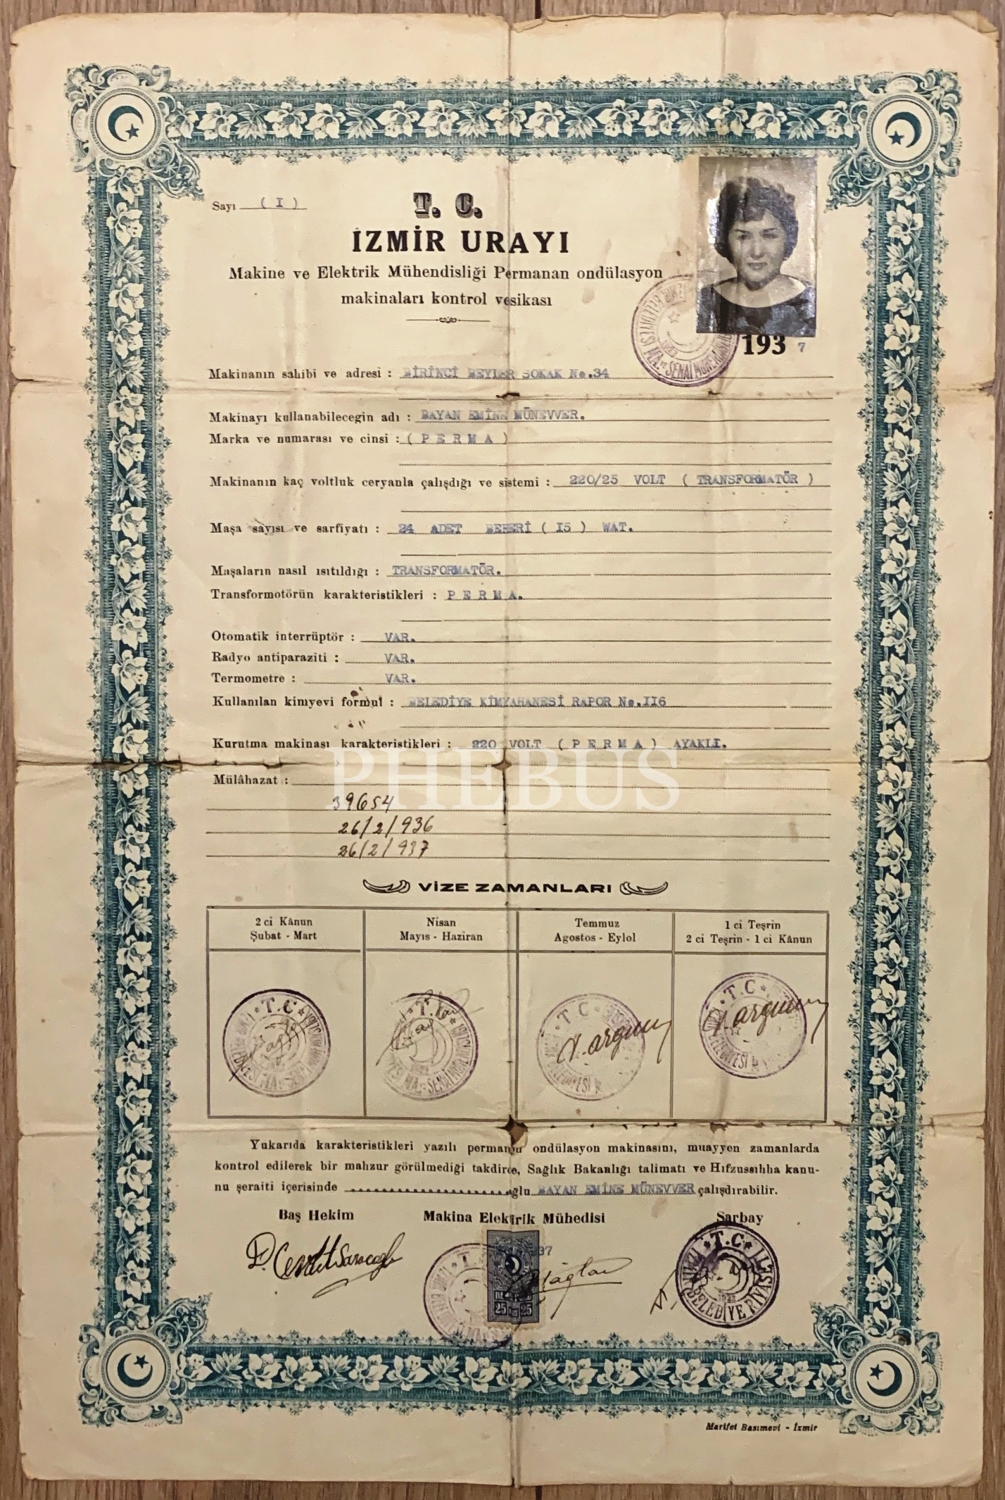 Sayı ( I )
T. C.
İZMİR URAYI
Makine ve Elektrik Mühendisliği Permanan ondülasyon
makinaları kontrol vesikası
193 7
Makinanın sahibi ve adresi : BİRİNCİ BEYLER SOKAK No.34
Makinayı kullanabilecegin adı : BAYAN EMİNE MÜNEVVER.
Marka ve numarası ve cinsi : ( P E R M A )
Makinanın kaç voltluk ceryanla çalışdığı ve sistemi : 220/25 VOLT ( TRANSFORMATÖR )
Maşa sayısı ve sarfiyatı : 24 ADET BEHERİ ( I5 ) WAT.
Maşaların nasıl ısıtıldığı : TRANSFORMATÖR.
Transformotörün karakteristikleri : P E R M A.
Otomatik interrüptör : VAR.
Radyo antiparaziti : VAR.
Termometre : VAR.
Kullanılan kimyevi formul : BELEDİYE KİMYAHANESİ RAPOR No.II6
Kurutma makinası karakteristikleri : 220 VOLT ( P E R M A ) AYAKLI.
PHEBUS
Mülâhazat :
39654
26/2/936
26/2/937
VİZE ZAMANLARI
2 ci Kânun Nisan Temmuz 1 ci Teşrin
Şubat - Mart Mayıs - Haziran Agostos - Eylol 2 ci Teşrin - 1 ci Kânun
T. C T. C T. C T. C
Yukarıda karakteristikleri yazılı permanan ondülasyon makinasını, muayyen zamanlarda
kontrol edilerek bir mahzur görülmediği takdirde, Sağlık Bakanlığı talimatı ve Hıfzussıhha kanu-
nu şeraiti içerisinde ........................oğlu BAYAN EMİNE MÜNEVVER çalışdırabilir.
Baş Hekim Makina Elektrik Mühedisi Şarbay
25 25
T. C
Marifet Basımevi - İzmir